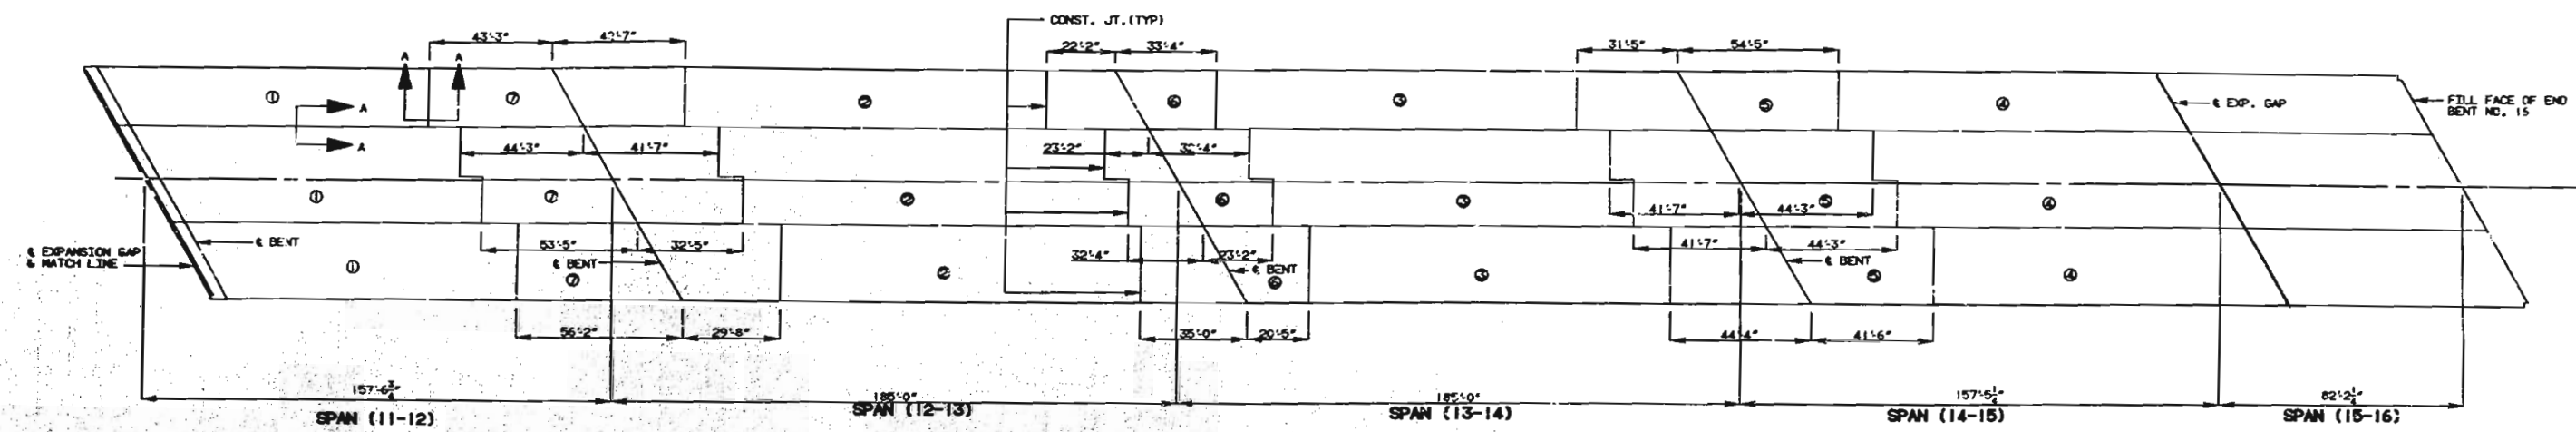 CONST. JT.(TYP)
43'-3" 42'-7" 22'-2" 33'-4" 31'-5" 54'-5"
A A
① ⑦ ② ⑥ ③ ⑤ ④
A
℄ EXP. GAP
FILL FACE OF END
BENT NO. 15
A
44'-3" 41'-7" 23'-2" 32'-4"
① ⑦ ② ⑥ ③ ⑤ ④
41'-7" 44'-3"
℄ BENT
53'-5" 32'-5" 41'-7" 44'-3"
℄ EXPANSION GAP
& MATCH LINE
℄ BENT 32'-4" 23'-2" ℄ BENT ℄ BENT
① ⑦ ② ⑥ ③ ⑤ ④
56'-2" 29'-8" 35'-0" 20'-5" 44'-4" 41'-6"
157'-6¾" 185'-0" 185'-0" 157'-5¼" 82'-2¼"
SPAN (11-12) SPAN (12-13) SPAN (13-14) SPAN (14-15) SPAN (15-16)